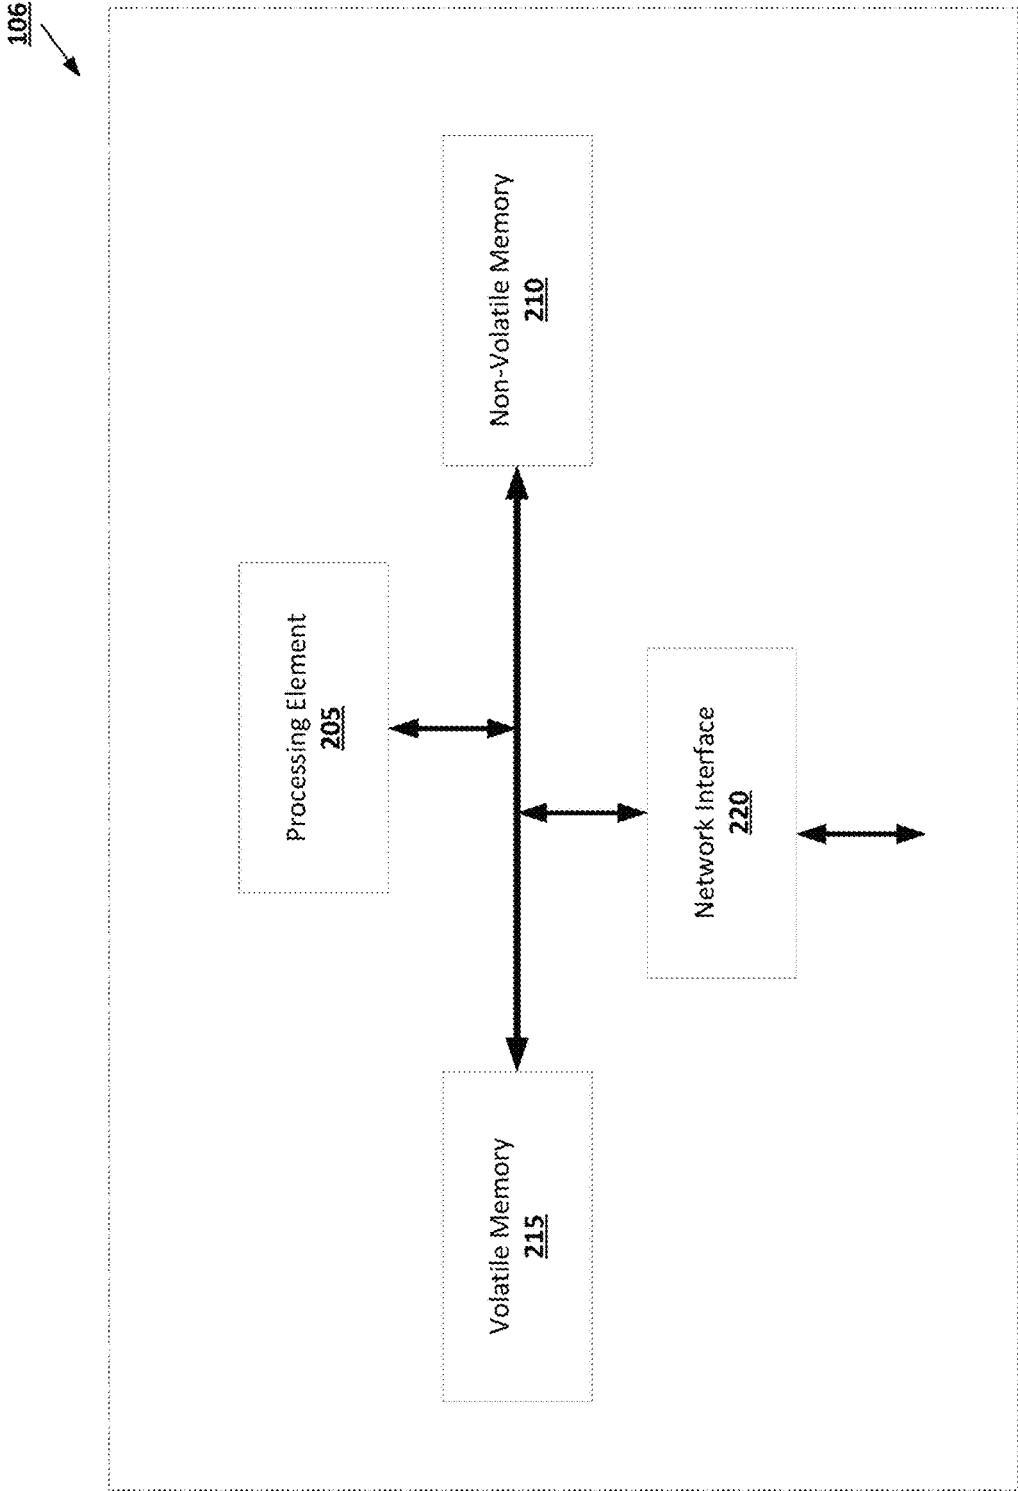 106
Processing Element
205
Volatile Memory
215
Non-Volatile Memory
210
Network Interface
220